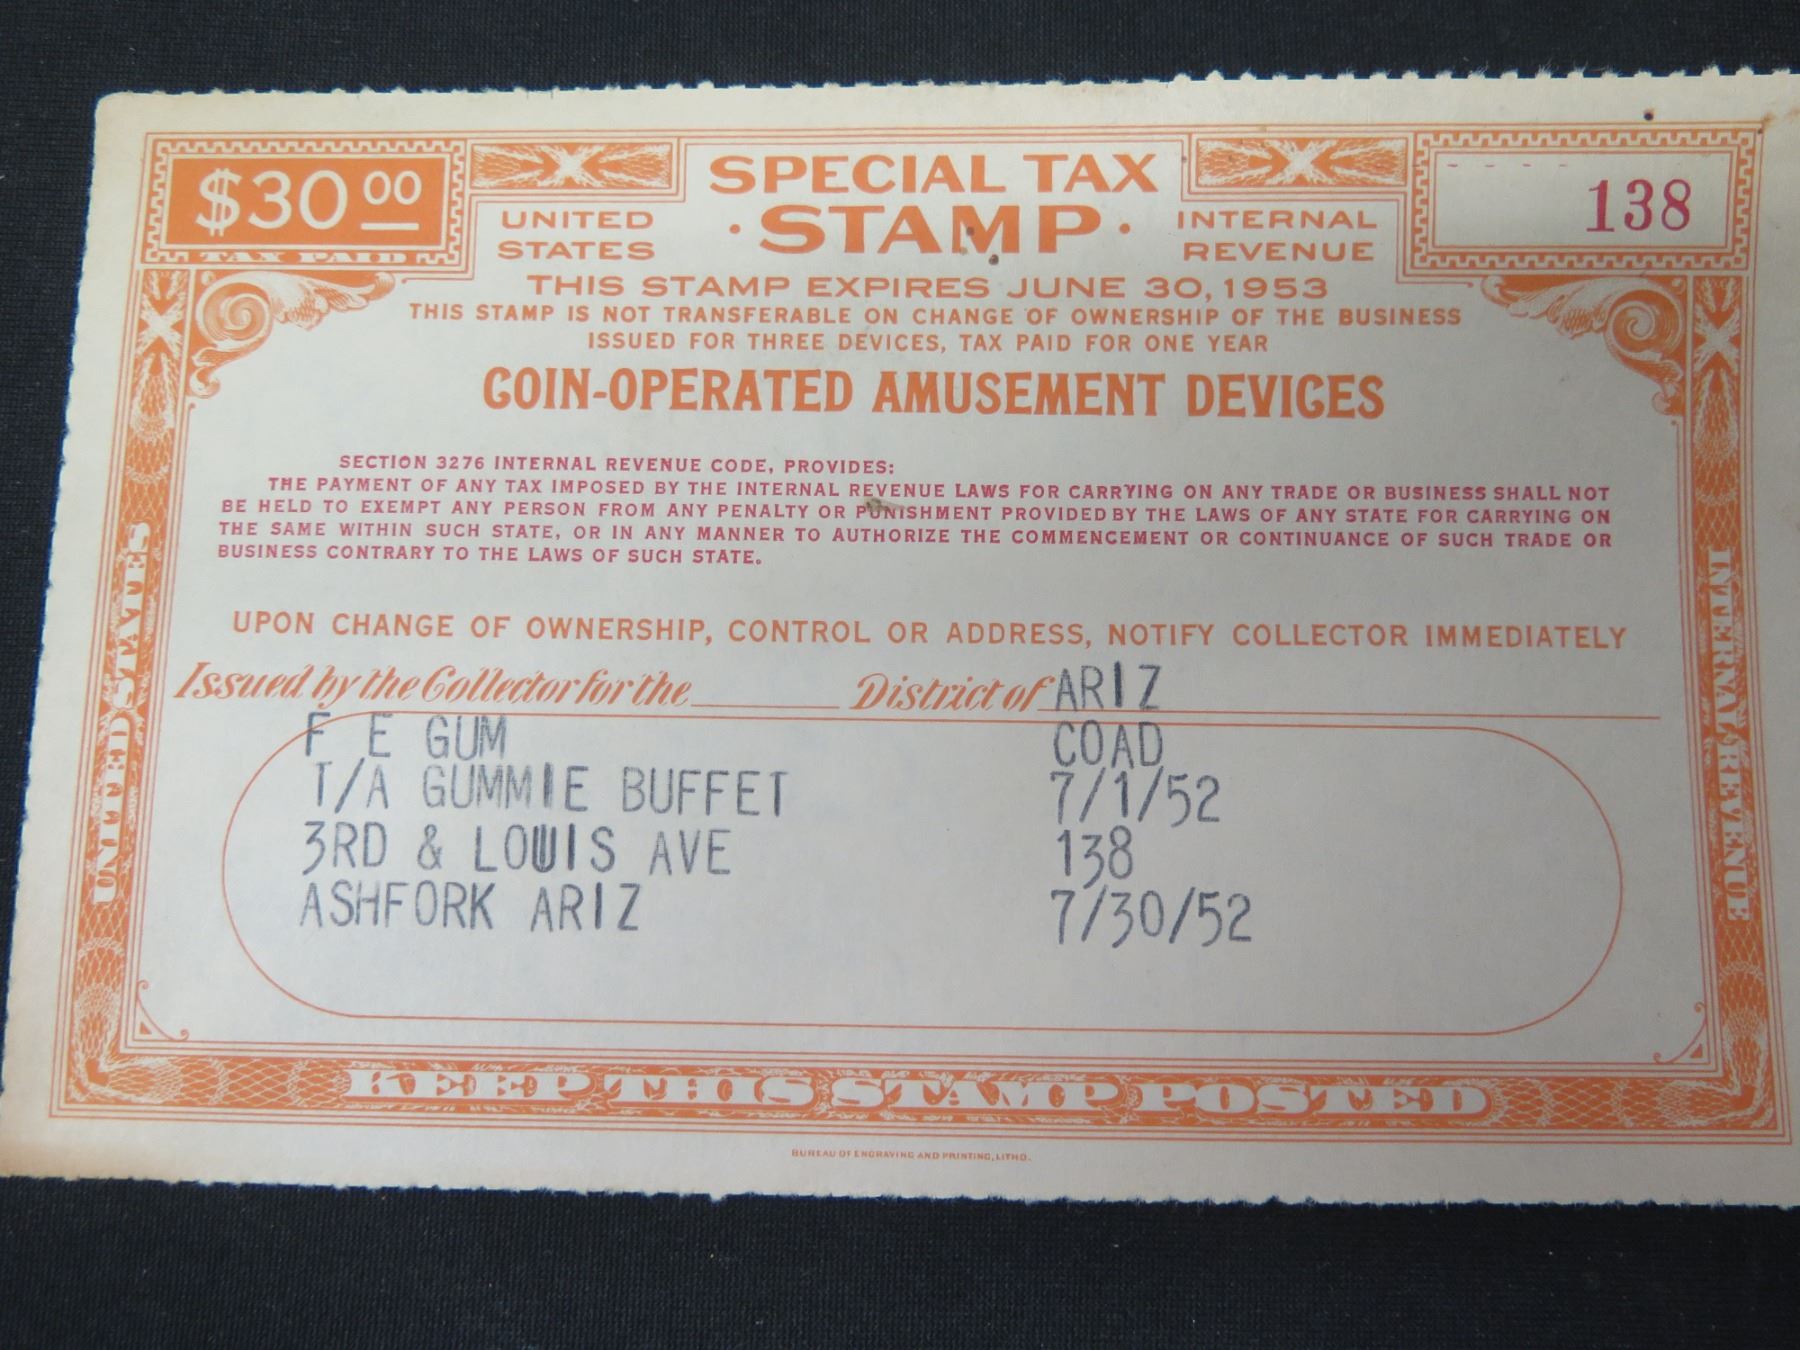 $30 00
TAX PAID
UNITED STATES
SPECIAL TAX
· STAMP ·
INTERNAL REVENUE
138
THIS STAMP EXPIRES JUNE 30, 1953
THIS STAMP IS NOT TRANSFERABLE ON CHANGE OF OWNERSHIP OF THE BUSINESS
ISSUED FOR THREE DEVICES, TAX PAID FOR ONE YEAR
COIN-OPERATED AMUSEMENT DEVICES
SECTION 3276 INTERNAL REVENUE CODE, PROVIDES:
THE PAYMENT OF ANY TAX IMPOSED BY THE INTERNAL REVENUE LAWS FOR CARRYING ON ANY TRADE OR BUSINESS SHALL NOT
BE HELD TO EXEMPT ANY PERSON FROM ANY PENALTY OR PUNISHMENT PROVIDED BY THE LAWS OF ANY STATE FOR CARRYING ON
THE SAME WITHIN SUCH STATE, OR IN ANY MANNER TO AUTHORIZE THE COMMENCEMENT OR CONTINUANCE OF SUCH TRADE OR
BUSINESS CONTRARY TO THE LAWS OF SUCH STATE.
UPON CHANGE OF OWNERSHIP, CONTROL OR ADDRESS, NOTIFY COLLECTOR IMMEDIATELY
Issued by the Collector for the District of ARIZ
F E GUM COAD
T/A GUMMIE BUFFET 7/1/52
3RD & LOUIS AVE 138
ASHFORK ARIZ 7/30/52
UNITED STATES
INTERNAL REVENUE
KEEP THIS STAMP POSTED
BUREAU OF ENGRAVING AND PRINTING, LITHO.